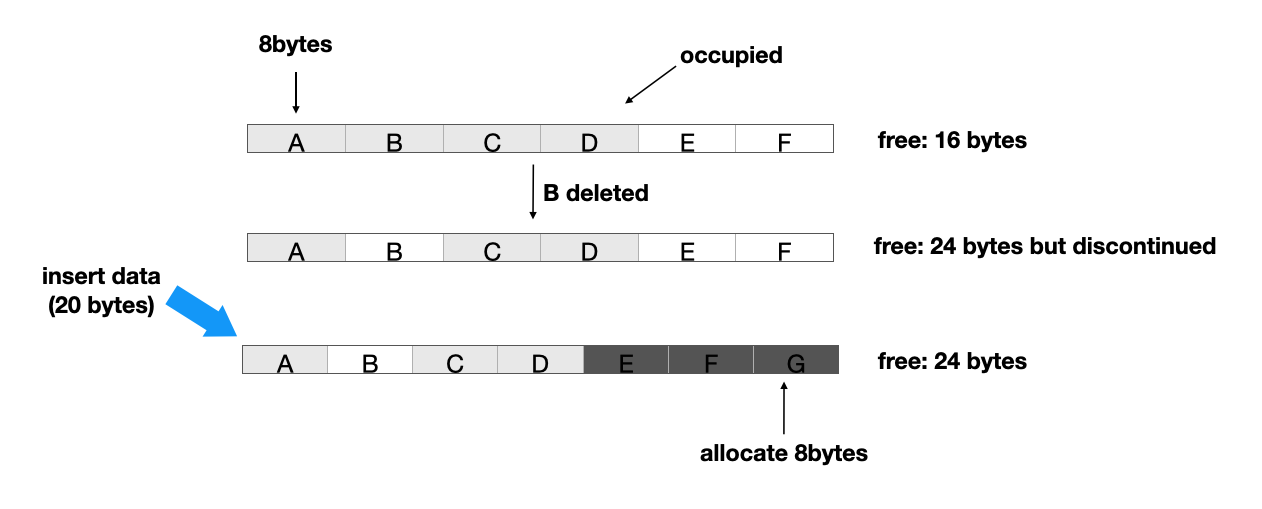 8bytes
occupied
A B C D E F
free: 16 bytes
B deleted
A B C D E F
free: 24 bytes but discontinued
insert data
(20 bytes)
A B C D E F G
free: 24 bytes
allocate 8bytes